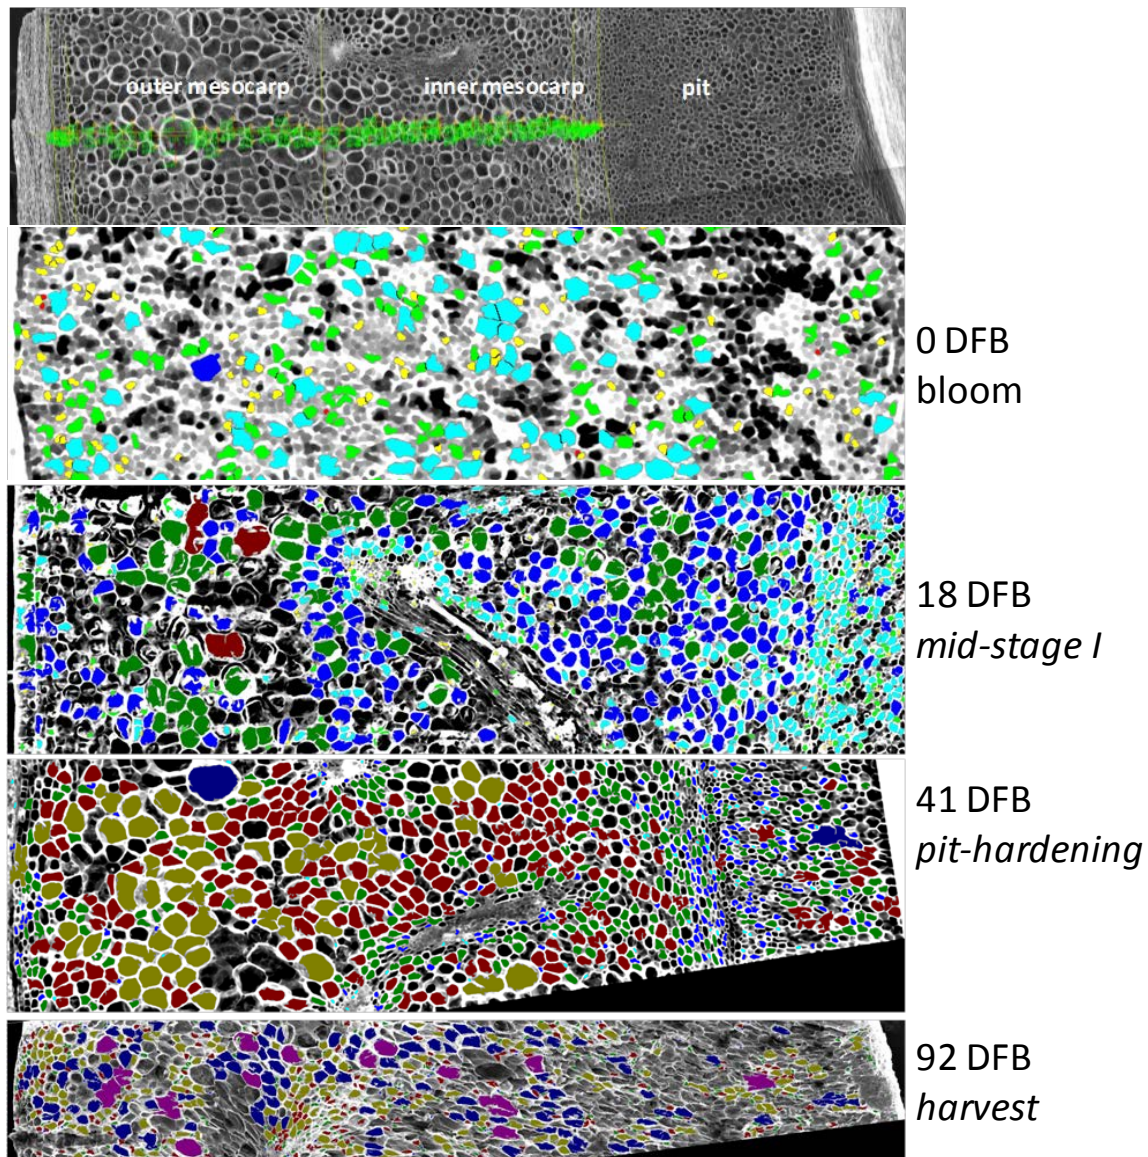 outer mesocarp inner mesocarp pit
0 DFB
bloom
18 DFB
mid-stage I
41 DFB
pit-hardening
92 DFB
harvest